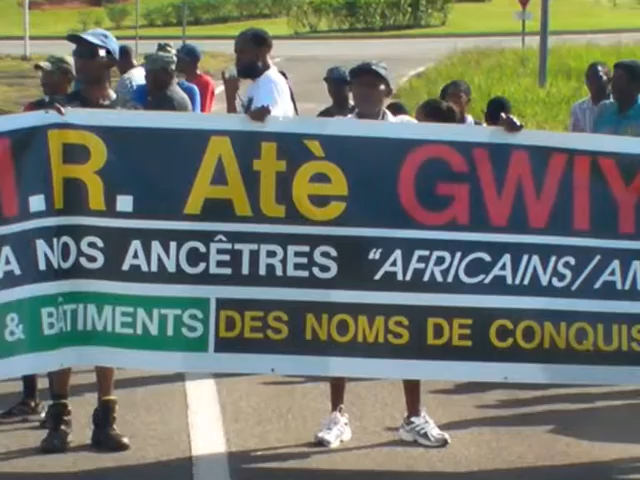 M.R. Atè GWIY
A NOS ANCÊTRES "AFRICAINS/AM
& BÂTIMENTS DES NOMS DE CONQUIS